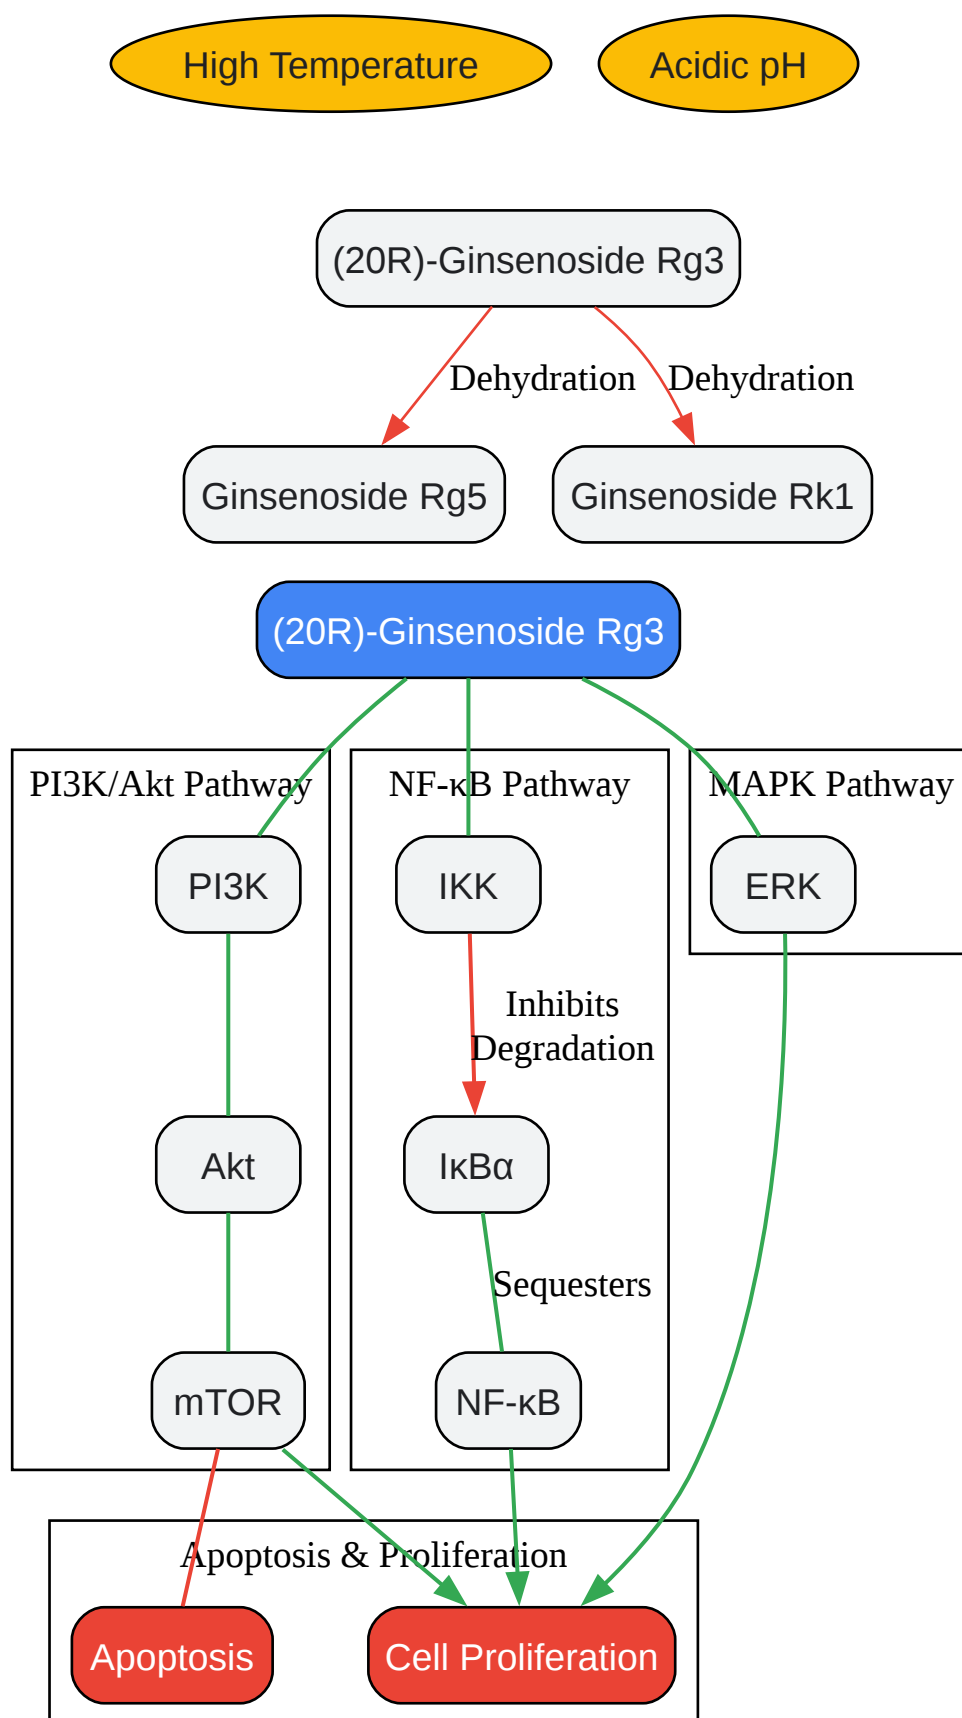 High Temperature
Acidic pH
(20R)-Ginsenoside Rg3
Dehydration
Dehydration
Ginsenoside Rg5
Ginsenoside Rk1
(20R)-Ginsenoside Rg3
PI3K/Akt Pathway
NF-κB Pathway
MAPK Pathway
PI3K
IKK
ERK
Inhibits
Degradation
Akt
IκBα
Sequesters
mTOR
NF-κB
Apoptosis & Proliferation
Apoptosis
Cell Proliferation